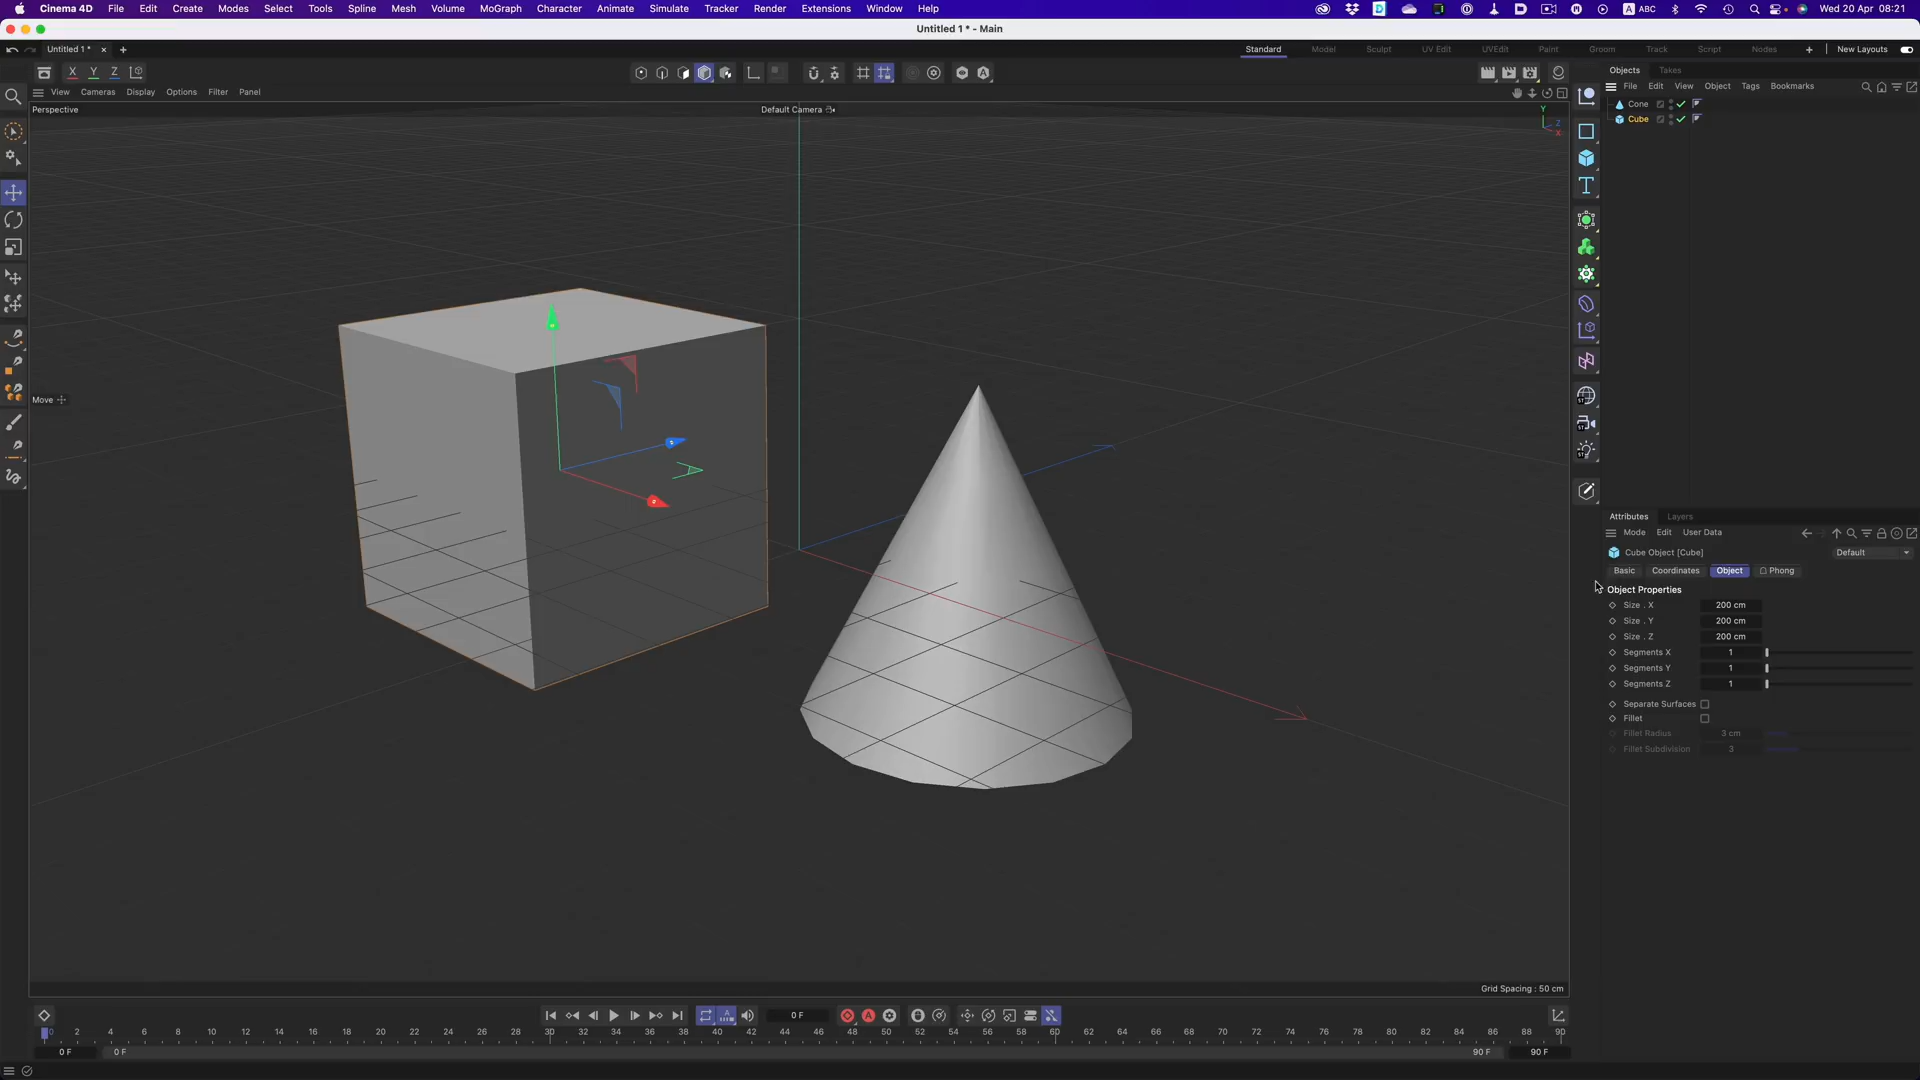 Cinema 4D File Edit Create Modes Select Tools Spline Mesh Volume MoGraph Character Animate Simulate Tracker Render Extensions Window Help ABC Wed 20 Apr 08:21
Untitled 1 * - Main
Untitled 1 * Standard Model Sculpt UV Edit UVEdit Paint Groom Track Script Nodes New Layouts
X Y Z
Objects Takes
File Edit View Object Tags Bookmarks
View Cameras Display Options Filter Panel
Perspective Default Camera
Y
Z
X
Cone
Cube
Move
Attributes Layers
Mode Edit User Data
Cube Object [Cube] Default
Basic Coordinates Object Phong
Object Properties
Size . X 200 cm
Size . Y 200 cm
Size . Z 200 cm
Segments X 1
Segments Y 1
Segments Z 1
Separate Surfaces
Fillet
Fillet Radius 3 cm
Fillet Subdivision 3
Grid Spacing : 50 cm
0 F
0 2 4 6 8 10 12 14 16 18 20 22 24 26 28 30 32 34 36 38 40 42 44 46 48 50 52 54 56 58 60 62 64 66 68 70 72 74 76 78 80 82 84 86 88 90
0 F 0 F 90 F 90 F